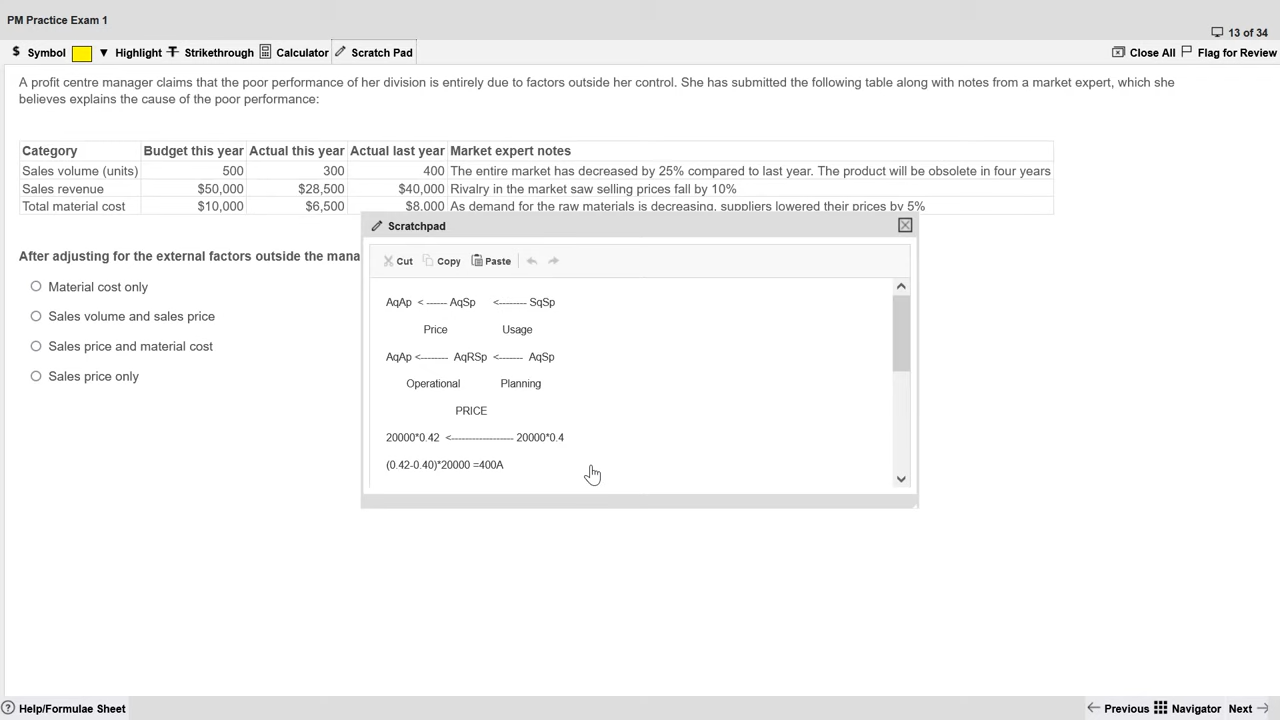 PM Practice Exam 1
13 of 34
$ Symbol Highlight Strikethrough Calculator Scratch Pad Close All Flag for Review
A profit centre manager claims that the poor performance of her division is entirely due to factors outside her control. She has submitted the following table along with notes from a market expert, which she
believes explains the cause of the poor performance:
Category Budget this year Actual this year Actual last year Market expert notes
Sales volume (units) 500 300 400 The entire market has decreased by 25% compared to last year. The product will be obsolete in four years
Sales revenue $50,000 $28,500 $40,000 Rivalry in the market saw selling prices fall by 10%
Total material cost $10,000 $6,500 $8,000 As demand for the raw materials is decreasing, suppliers lowered their prices by 5%
After adjusting for the external factors outside the mana
Material cost only
Sales volume and sales price
Sales price and material cost
Sales price only
Scratchpad
Cut Copy Paste
AqAp < ------ AqSp <-------- SqSp
Price Usage
AqAp <-------- AqRSp <------- AqSp
Operational Planning
PRICE
20000*0.42 <------------------ 20000*0.4
(0.42-0.40)*20000 =400A
? Help/Formulae Sheet Previous Navigator Next